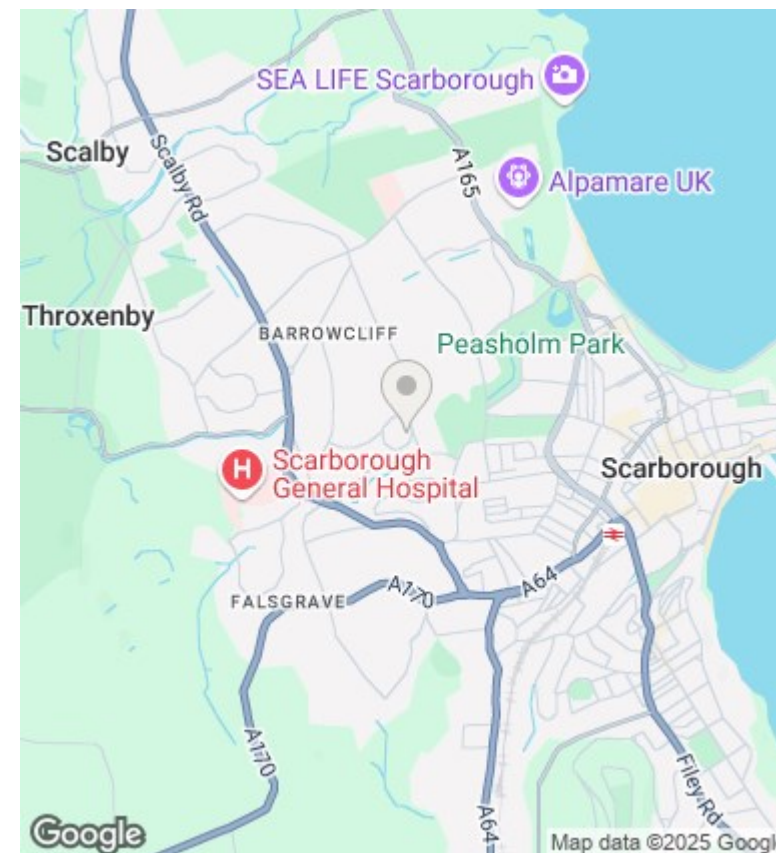 SEA LIFE Scarborough
Scalby
Scalby Rd
A165
Alpamare UK
Throxenby
BARROWCLIFF
Peasholm Park
H
Scarborough
General Hospital
Scarborough
FALSGRAVE
A170
A64
A170
A64
Filey Rd
Google
Map data ©2025 Googl